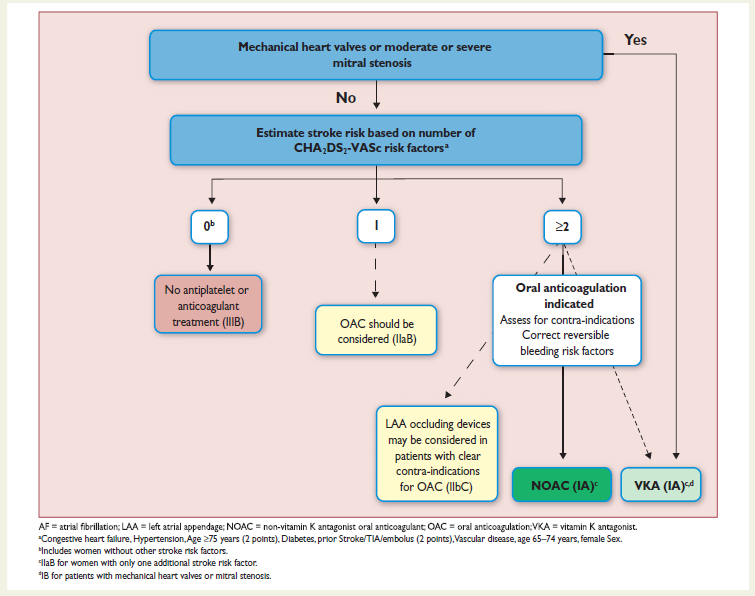 Mechanical heart valves or moderate or severe
mitral stenosis
Yes
No
Estimate stroke risk based on number of
CHA₂DS₂-VASc risk factorsᵃ
0ᵇ
1
≥2
No antiplatelet or
anticoagulant
treatment (IIIB)
OAC should be
considered (IIaB)
Oral anticoagulation
indicated
Assess for contra-indications
Correct reversible
bleeding risk factors
LAA occluding devices
may be considered in
patients with clear
contra-indications
for OAC (IIbC)
NOAC (IA)ᶜ
VKA (IA)ᶜ,ᵈ
AF = atrial fibrillation; LAA = left atrial appendage; NOAC = non-vitamin K antagonist oral anticoagulant; OAC = oral anticoagulation; VKA = vitamin K antagonist.
ᵃCongestive heart failure, Hypertension, Age ≥75 years (2 points), Diabetes, prior Stroke/TIA/embolus (2 points), Vascular disease, age 65–74 years, female Sex.
ᵇIncludes women without other stroke risk factors.
ᶜIIaB for women with only one additional stroke risk factor.
ᵈIB for patients with mechanical heart valves or mitral stenosis.